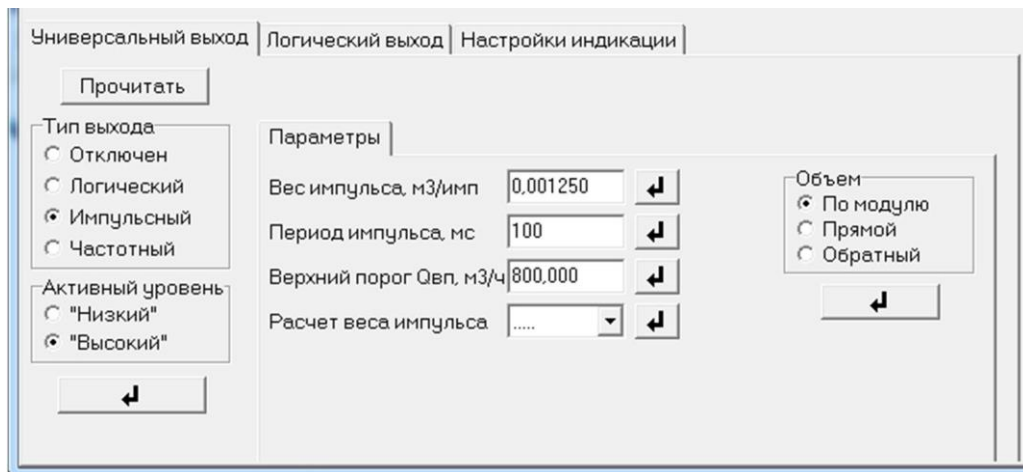 Универсальный выход
Логический выход
Настройки индикации
Прочитать
Тип выхода
Отключен
Логический
Импульсный
Частотный
Активный уровень
"Низкий"
"Высокий"
Параметры
Вес импульса, м3/имп 0,001250
Период импульса, мс 100
Верхний порог Qвп, м3/ч 800,000
Расчет веса импульса .....
Объем
По модулю
Прямой
Обратный